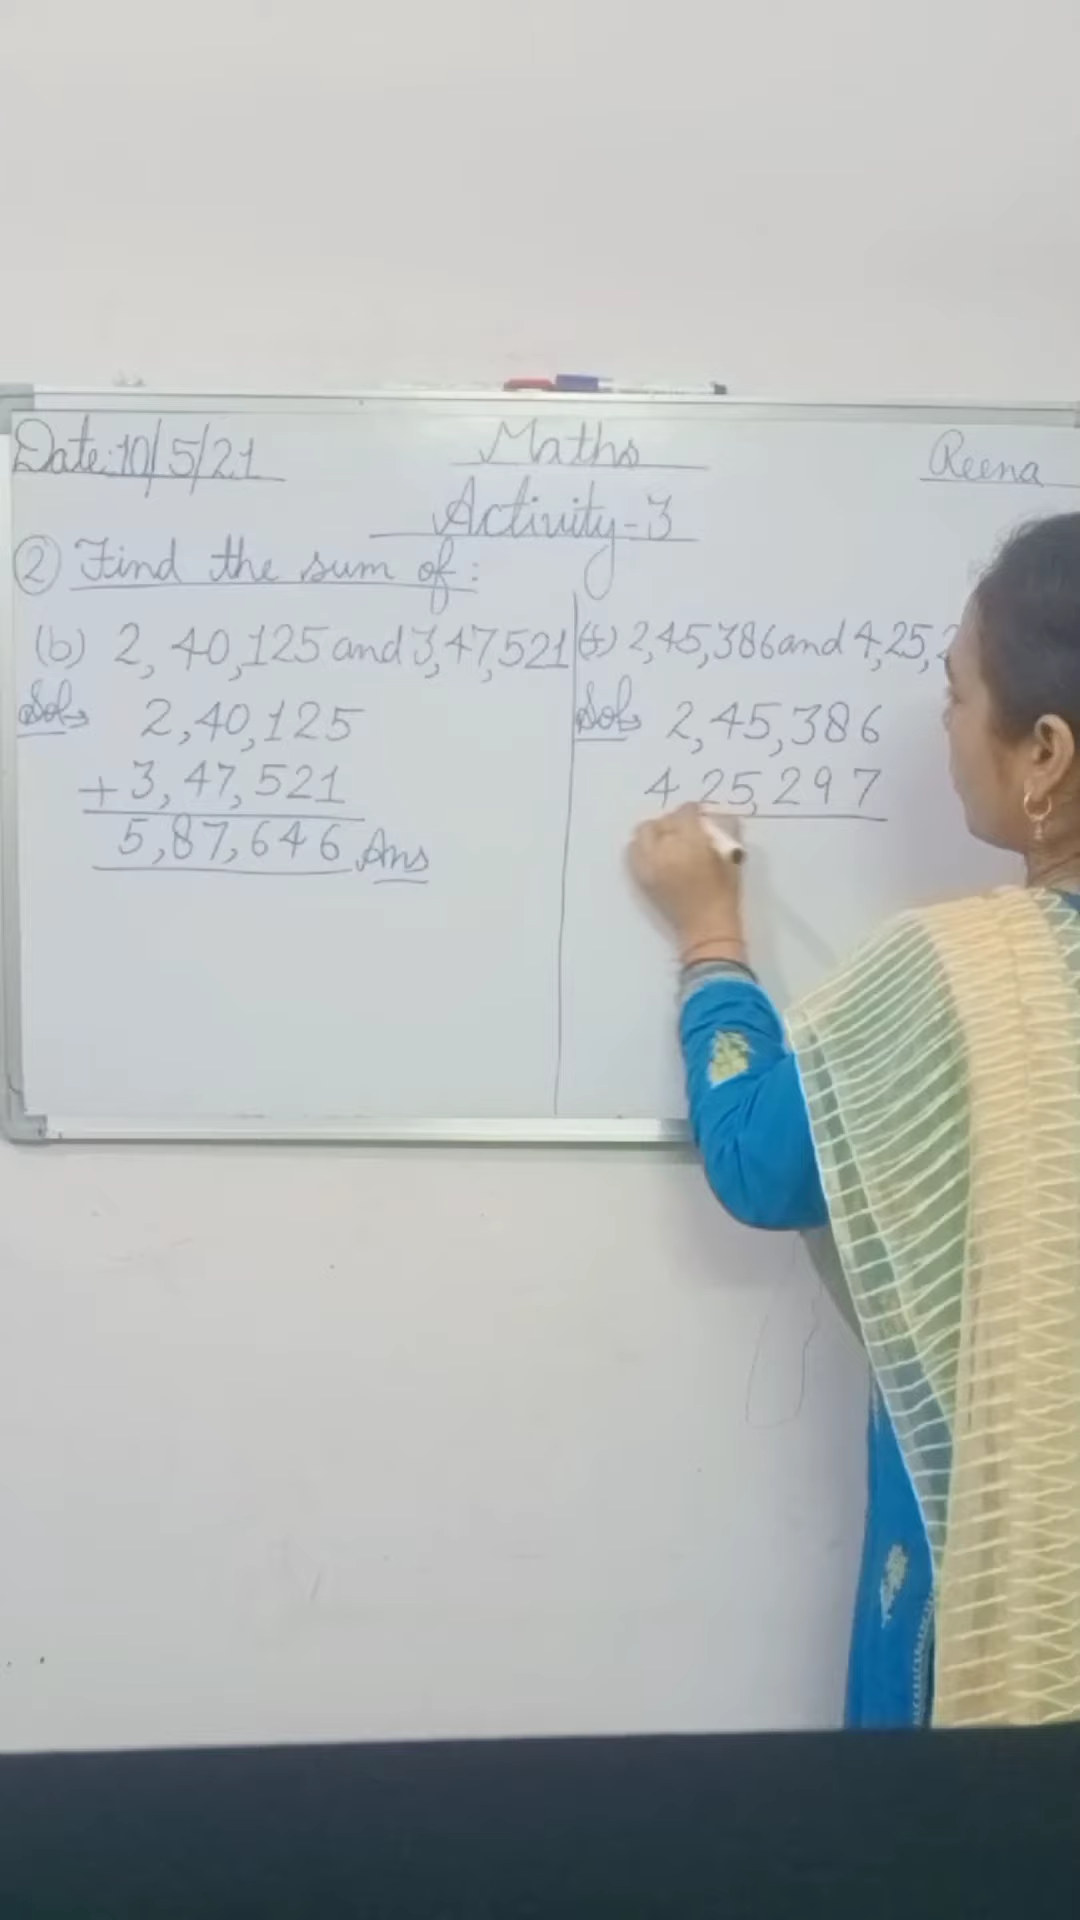 Date:10/5/21 Maths Reena
Activity-3
② Find the sum of:
(b) 2,40,125 and 3,47,521
Sol→ 2,40,125
+ 3,47,521
5,87,646 Ans
(f) 2,45,386 and 4,25,2
Sol→ 2,45,386
4 25,297